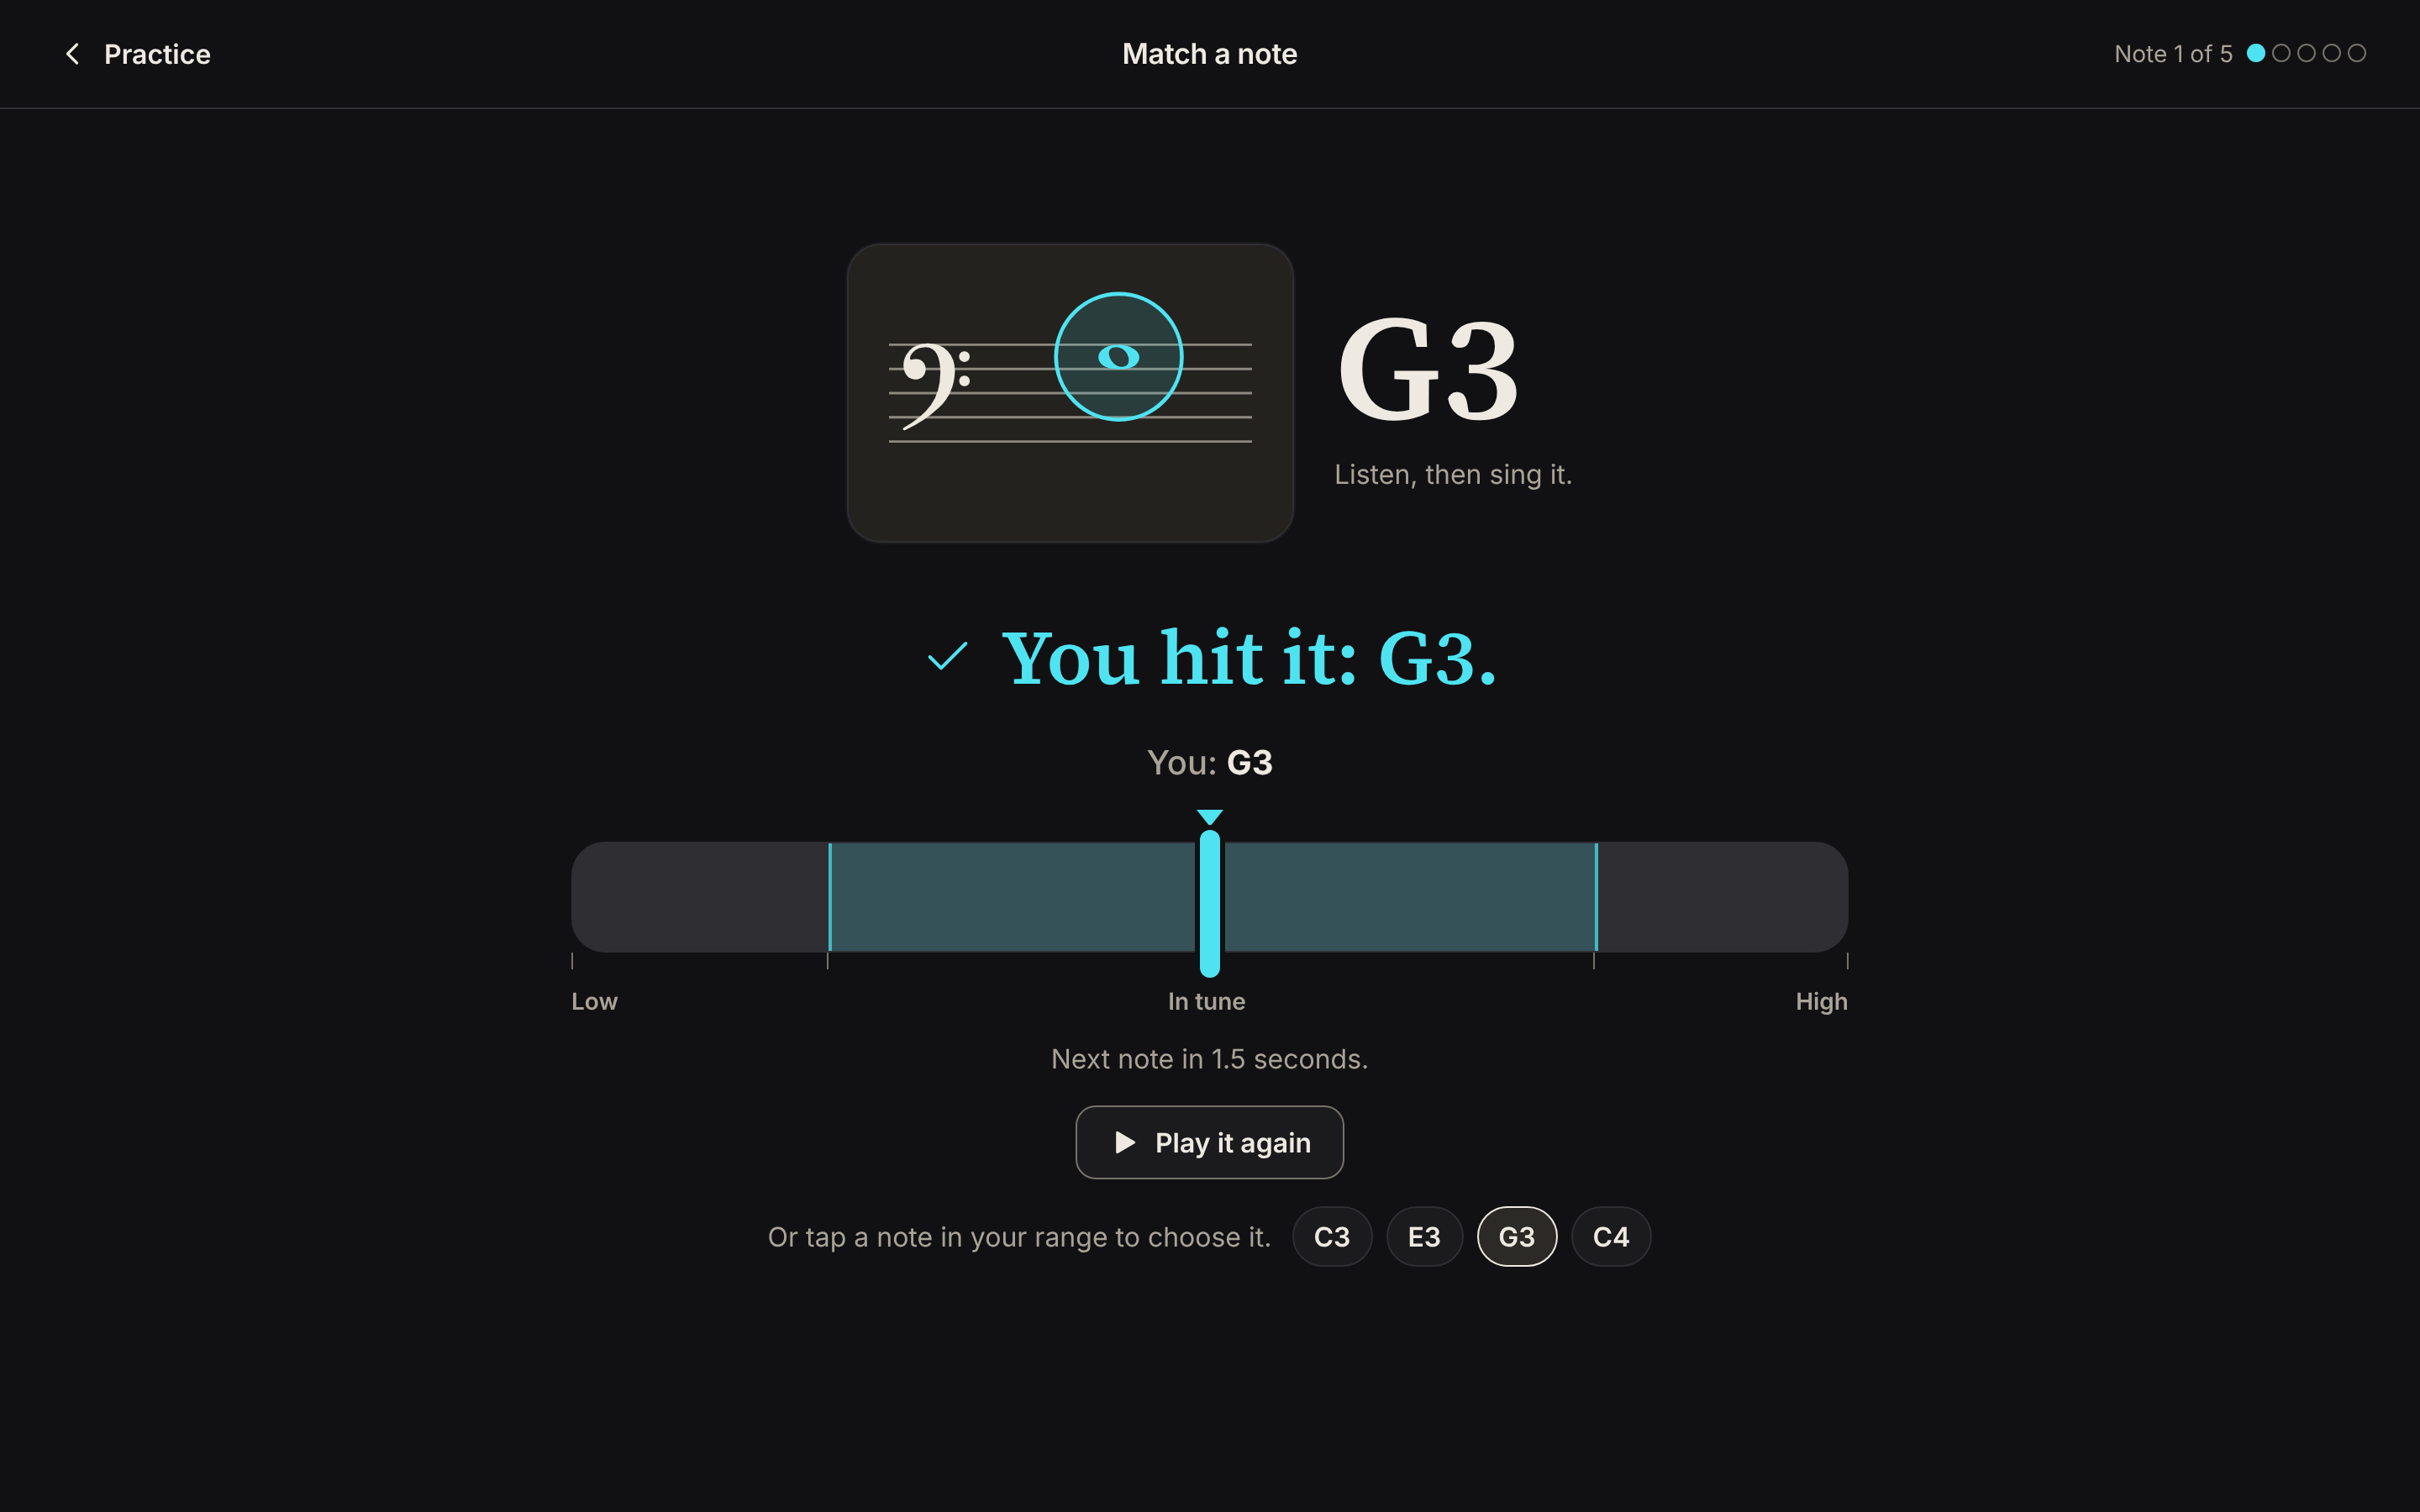 Practice
Match a note
Note 1 of 5
G3
Listen, then sing it.
You hit it: G3.
You: G3
Low
In tune
High
Next note in 1.5 seconds.
Play it again
Or tap a note in your range to choose it.
C3
E3
G3
C4